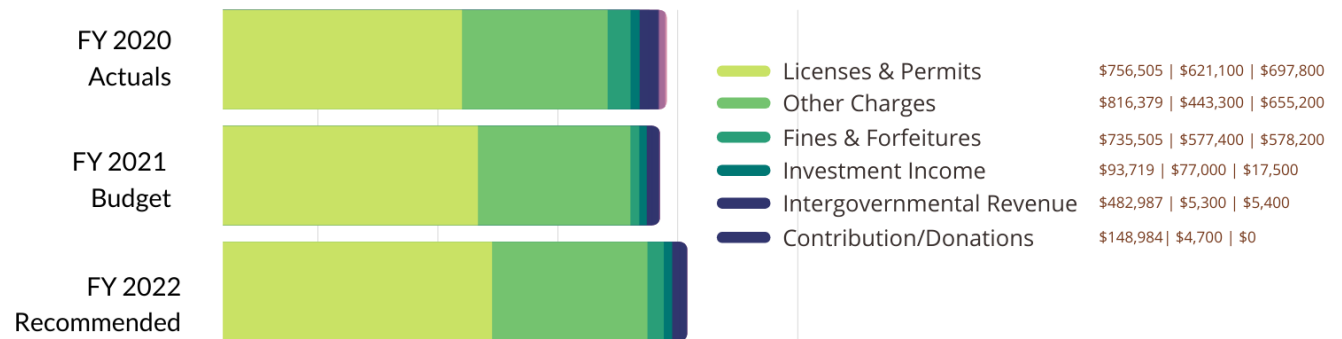 FY 2020
Actuals
FY 2021
Budget
FY 2022
Recommended
Licenses & Permits $756,505 | $621,100 | $697,800
Other Charges $816,379 | $443,300 | $655,200
Fines & Forfeitures $735,505 | $577,400 | $578,200
Investment Income $93,719 | $77,000 | $17,500
Intergovernmental Revenue $482,987 | $5,300 | $5,400
Contribution/Donations $148,984| $4,700 | $0